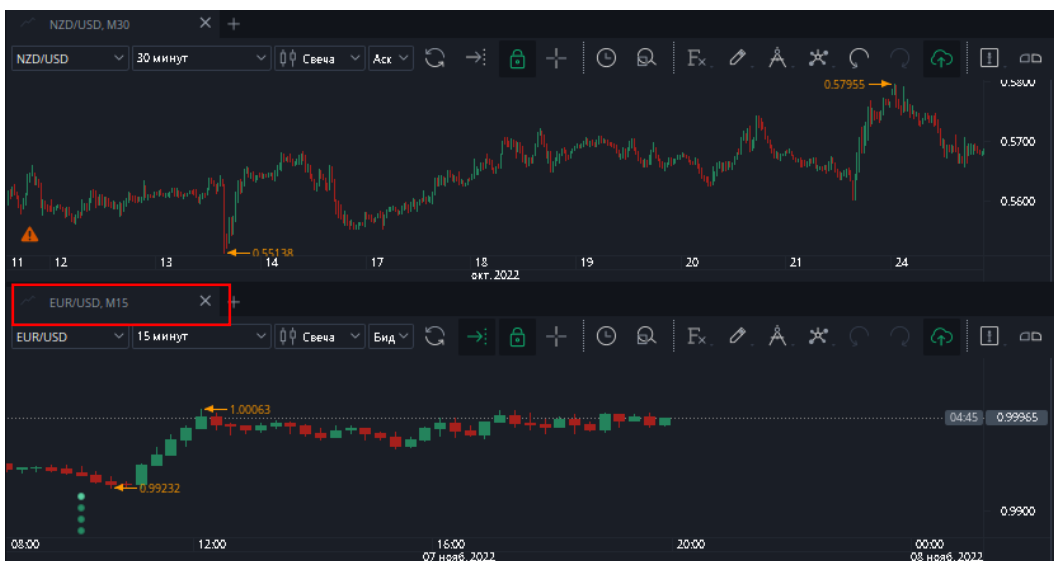 NZD/USD, M30
NZD/USD 30 минут Свеча Аск
0.57955
0.5800
0.5700
0.5600
0.55138
11 12 13 14 17 18 19 20 21 24
окт. 2022
EUR/USD, M15
EUR/USD 15 минут Свеча Бид
1.00063
04:45 0.99965
0.99232
0.9900
08:00 12:00 16:00 20:00 00:00
07 нояб. 2022 08 нояб. 2022